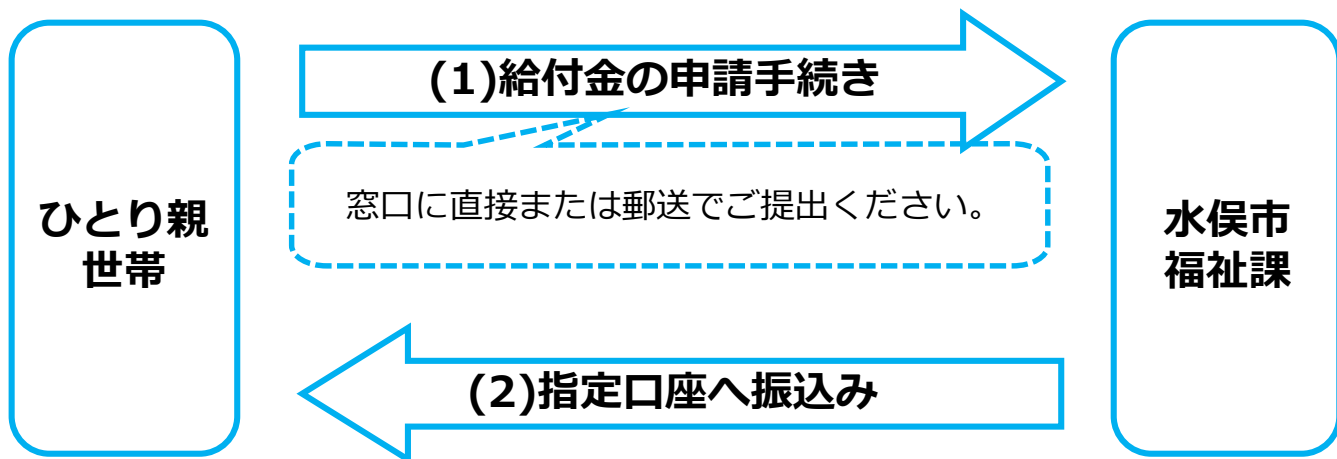 (1)給付金の申請手続き
窓口に直接または郵送でご提出ください。
ひとり親
世帯
水俣市
福祉課
(2)指定口座へ振込み